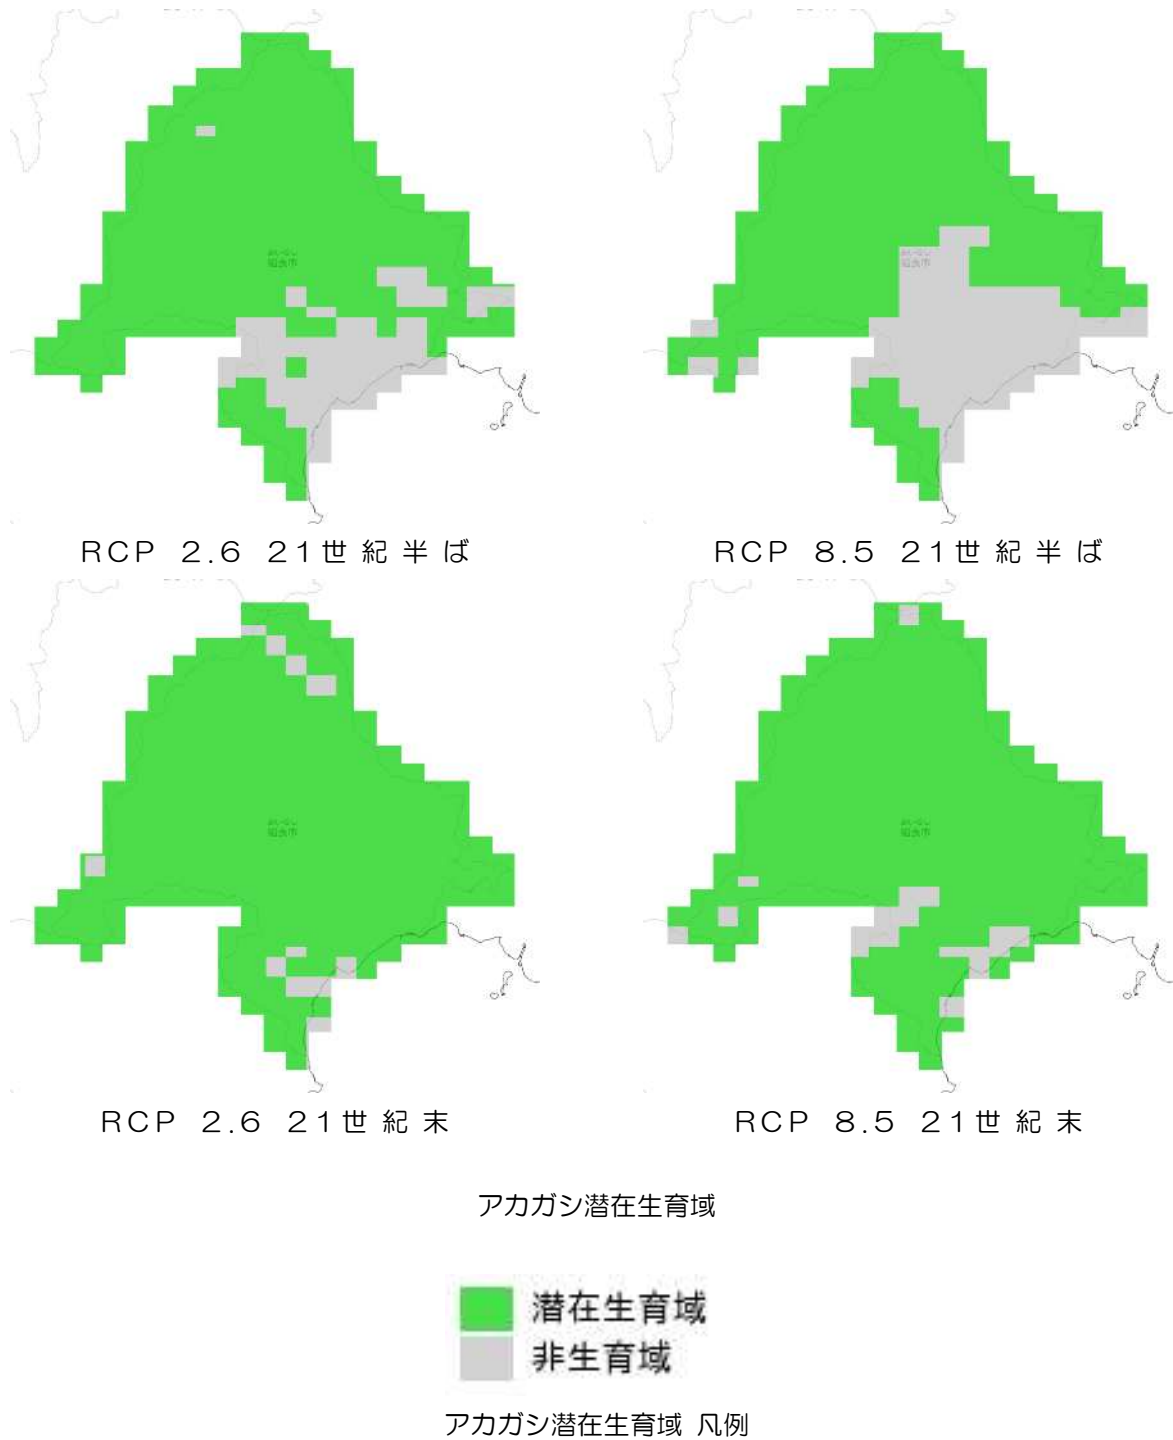 RCP 2.6 21世紀半ば
RCP 8.5 21世紀半ば
RCP 2.6 21世紀末
RCP 8.5 21世紀末
アカガシ潜在生育域
潜在生育域
非生育域
アカガシ潜在生育域 凡例